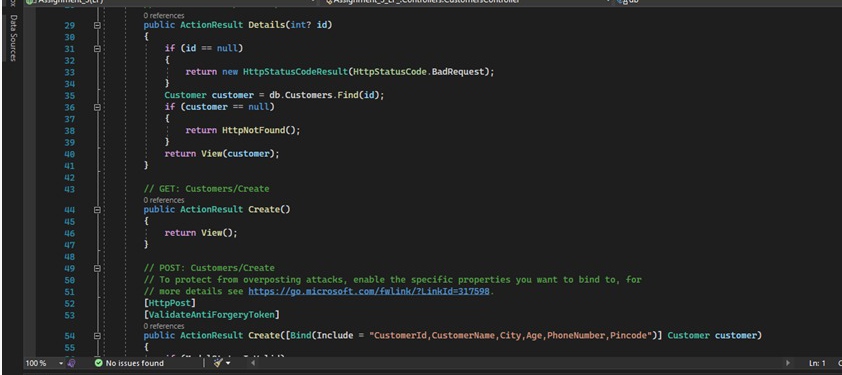 Data Sources
0 references
29 public ActionResult Details(int? id)
30 {
31 if (id == null)
32 {
33 return new HttpStatusCodeResult(HttpStatusCode.BadRequest);
34 }
35 Customer customer = db.Customers.Find(id);
36 if (customer == null)
37 {
38 return HttpNotFound();
39 }
40 return View(customer);
41 }
42
43 // GET: Customers/Create
0 references
44 public ActionResult Create()
45 {
46 return View();
47 }
48
49 // POST: Customers/Create
50 // To protect from overposting attacks, enable the specific properties you want to bind to, for
51 // more details see https://go.microsoft.com/fwlink/?LinkId=317598.
52 [HttpPost]
53 [ValidateAntiForgeryToken]
0 references
54 public ActionResult Create([Bind(Include = "CustomerId,CustomerName,City,Age,PhoneNumber,Pincode")] Customer customer)
55 {
100 % No issues found Ln: 1